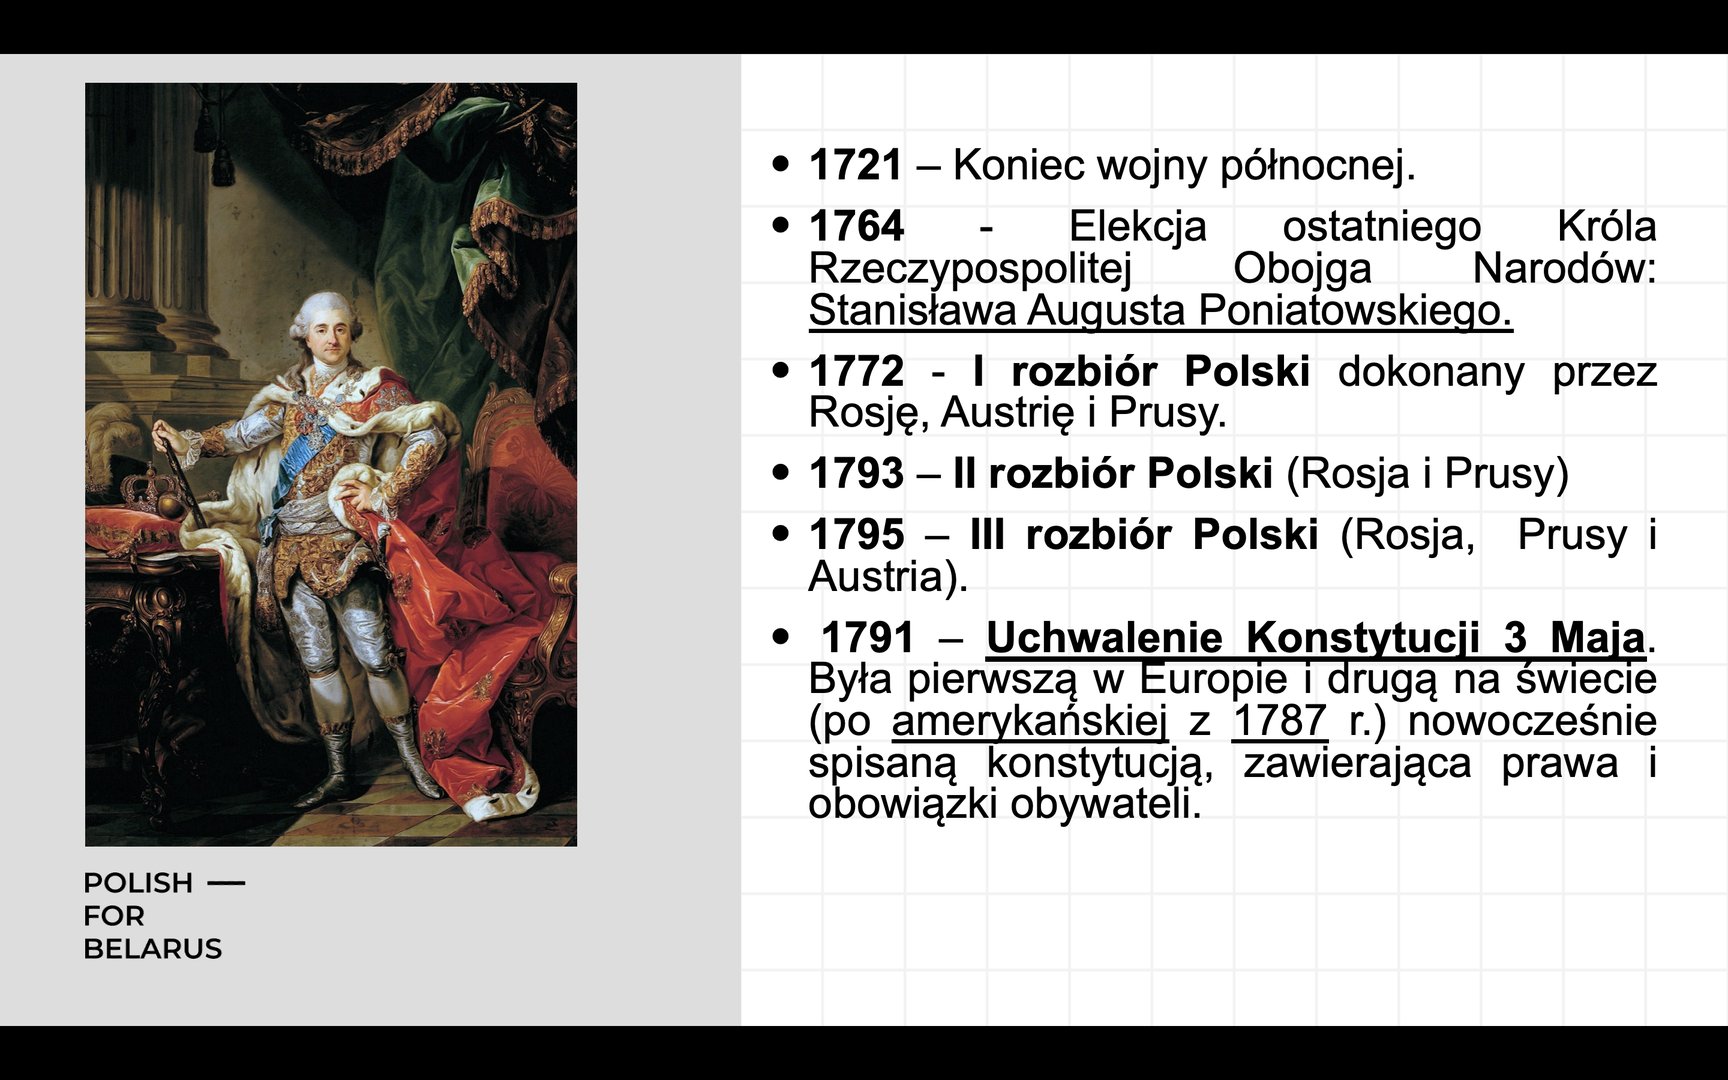 1721 – Koniec wojny północnej.
1764 - Elekcja ostatniego Króla
Rzeczypospolitej Obojga Narodów:
Stanisława Augusta Poniatowskiego.
1772 - I rozbiór Polski dokonany przez
Rosję, Austrię i Prusy.
1793 – II rozbiór Polski (Rosja i Prusy)
1795 – III rozbiór Polski (Rosja, Prusy i
Austria).
1791 – Uchwalenie Konstytucji 3 Maja.
Była pierwszą w Europie i drugą na świecie
(po amerykańskiej z 1787 r.) nowocześnie
spisaną konstytucją, zawierająca prawa i
obowiązki obywateli.
POLISH —
FOR
BELARUS